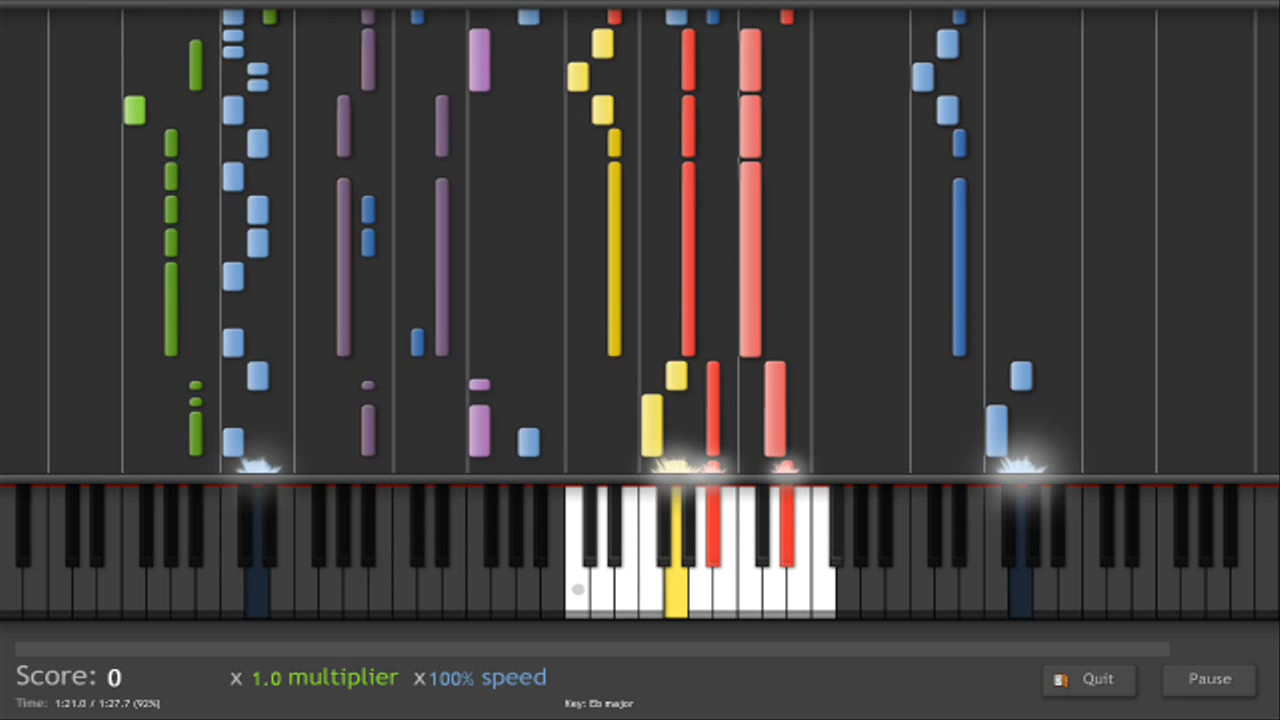 Score: 0 x 1.0 multiplier x 100% speed Quit Pause
Time: 1:21.0 / 1:27.7 (92%) Key: Eb major